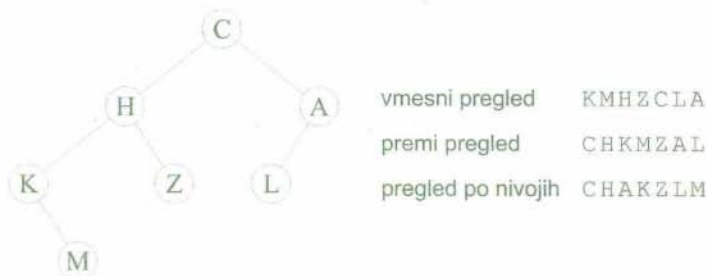 C
H
A
vmesni pregled KMHZCLA
premi pregled CHKMZAL
K
Z
L
pregled po nivojih CHAKZLM
M